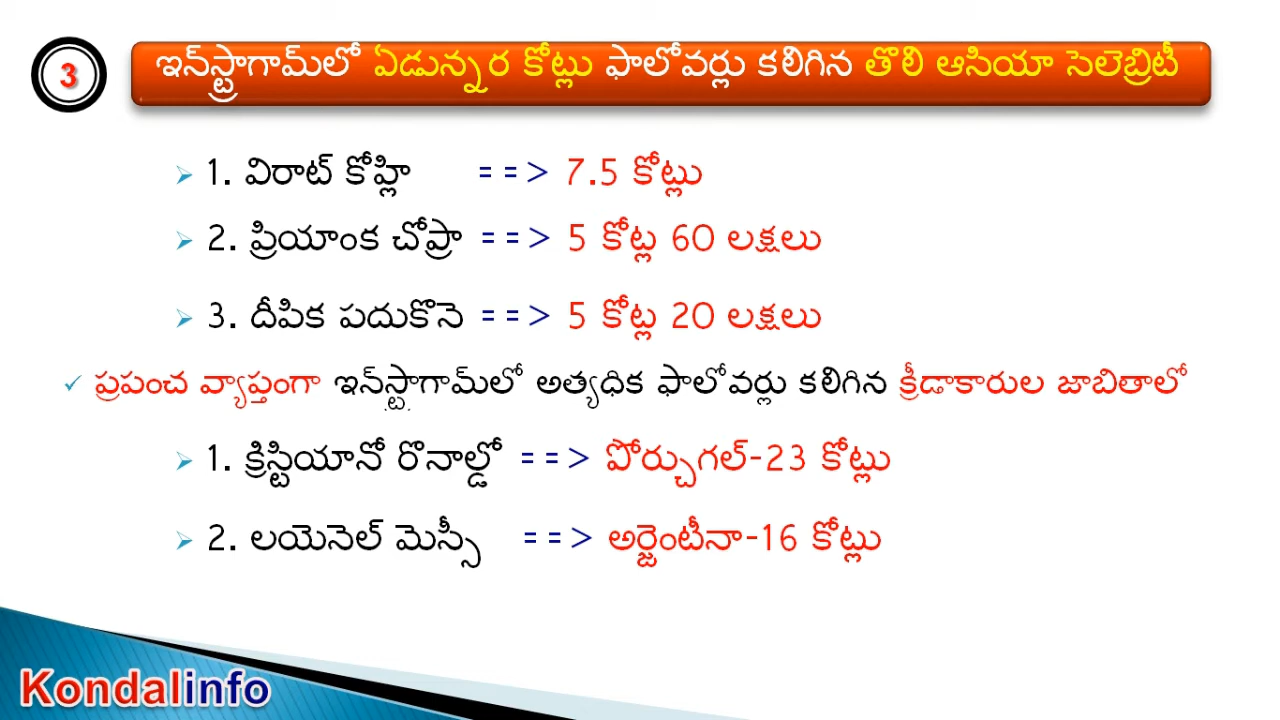 3
ఇన్‌స్ట్రాగామ్‌లో ఏడున్నర కోట్లు ఫాలోవర్లు కలిగిన తొలి ఆసియా సెలెబ్రిటీ
1. విరాట్ కోహ్లి ==> 7.5 కోట్లు
2. ప్రియాంక చోప్రా ==> 5 కోట్ల 60 లక్షలు
3. దీపిక పదుకొనె ==> 5 కోట్ల 20 లక్షలు
ప్రపంచ వ్యాప్తంగా ఇన్‌స్ట్రాగామ్‌లో అత్యధిక ఫాలోవర్లు కలిగిన క్రీడాకారుల జాబితాలో
1. క్రిస్టియానో రొనాల్డో ==> పోర్చుగల్-23 కోట్లు
2. లయెనెల్ మెస్సీ ==> అర్జెంటీనా-16 కోట్లు
Kondalinfo